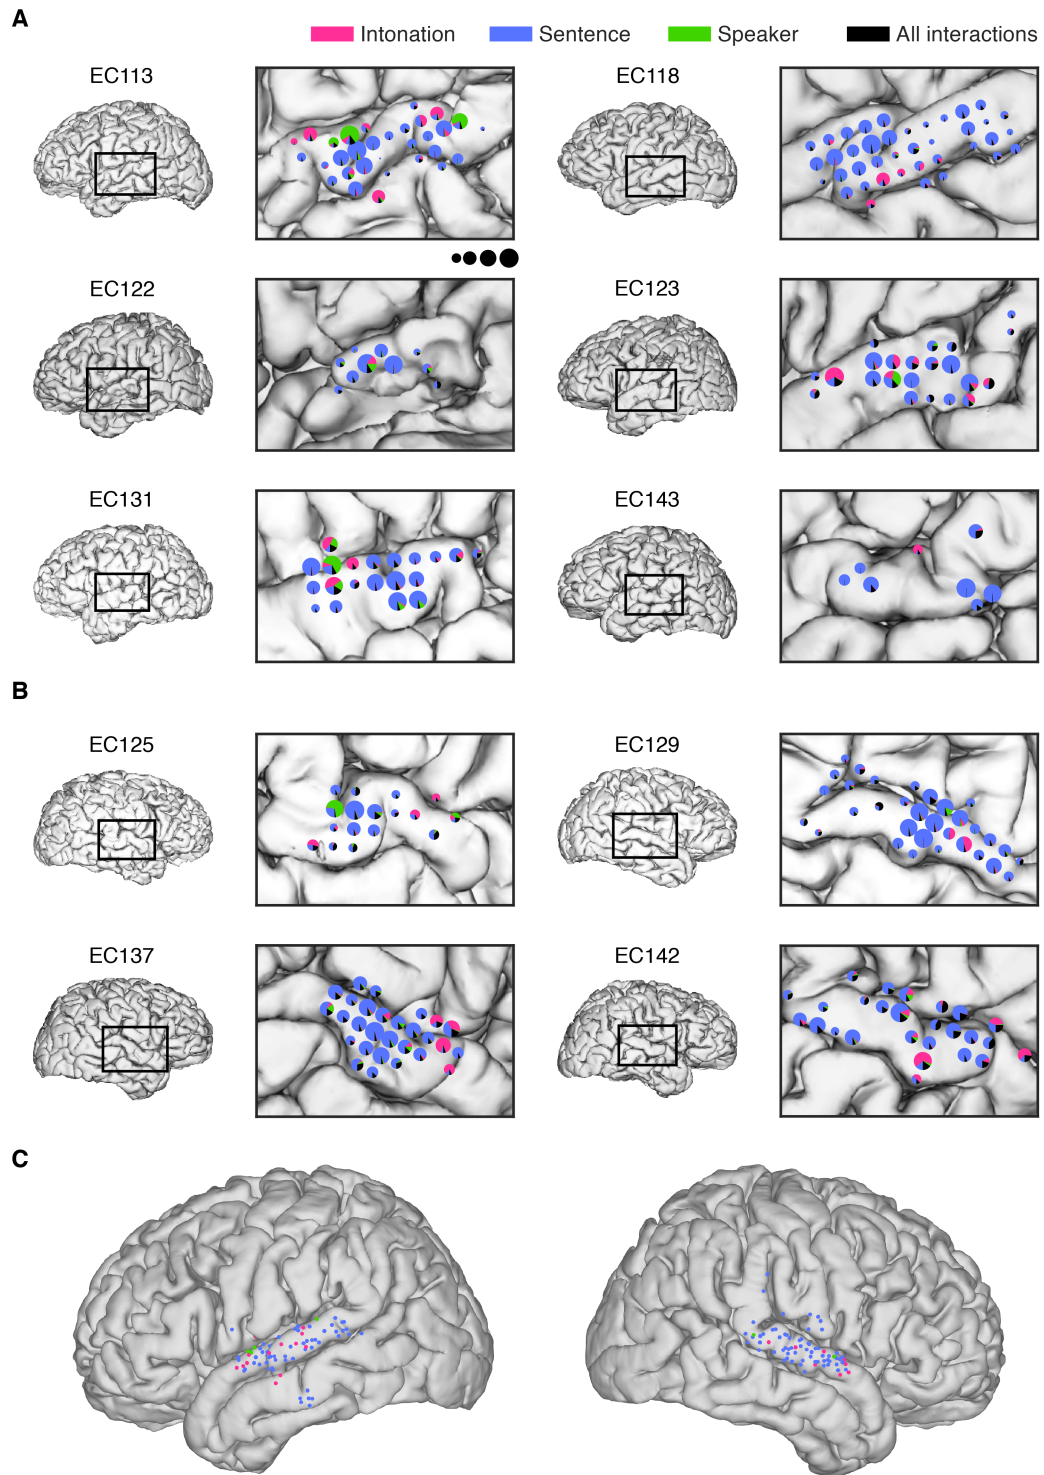 A
Intonation Sentence Speaker All interactions
EC113 EC118
EC122 EC123
EC131 EC143
B
EC125 EC129
EC137 EC142
C